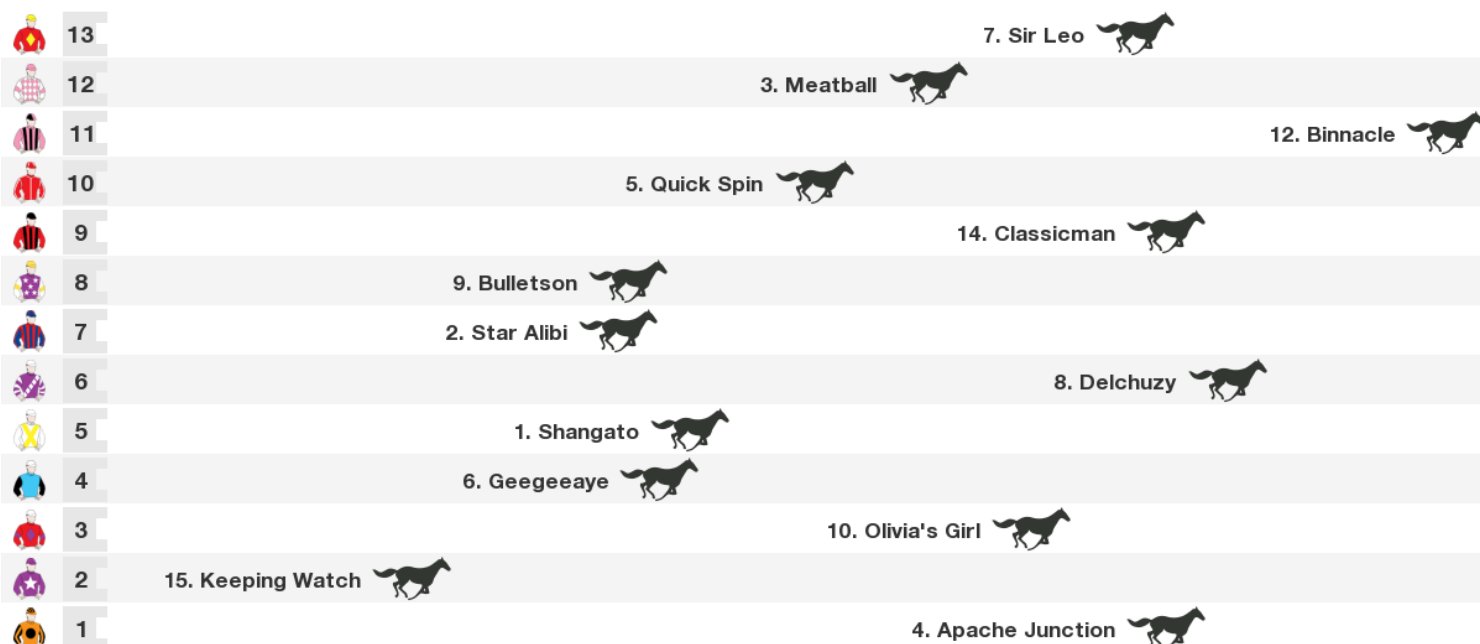 13 7. Sir Leo
12 3. Meatball
11 12. Binnacle
10 5. Quick Spin
9 14. Classicman
8 9. Bulletson
7 2. Star Alibi
6 8. Delchuzy
5 1. Shangato
4 6. Geegeeaye
3 10. Olivia's Girl
2 15. Keeping Watch
1 4. Apache Junction